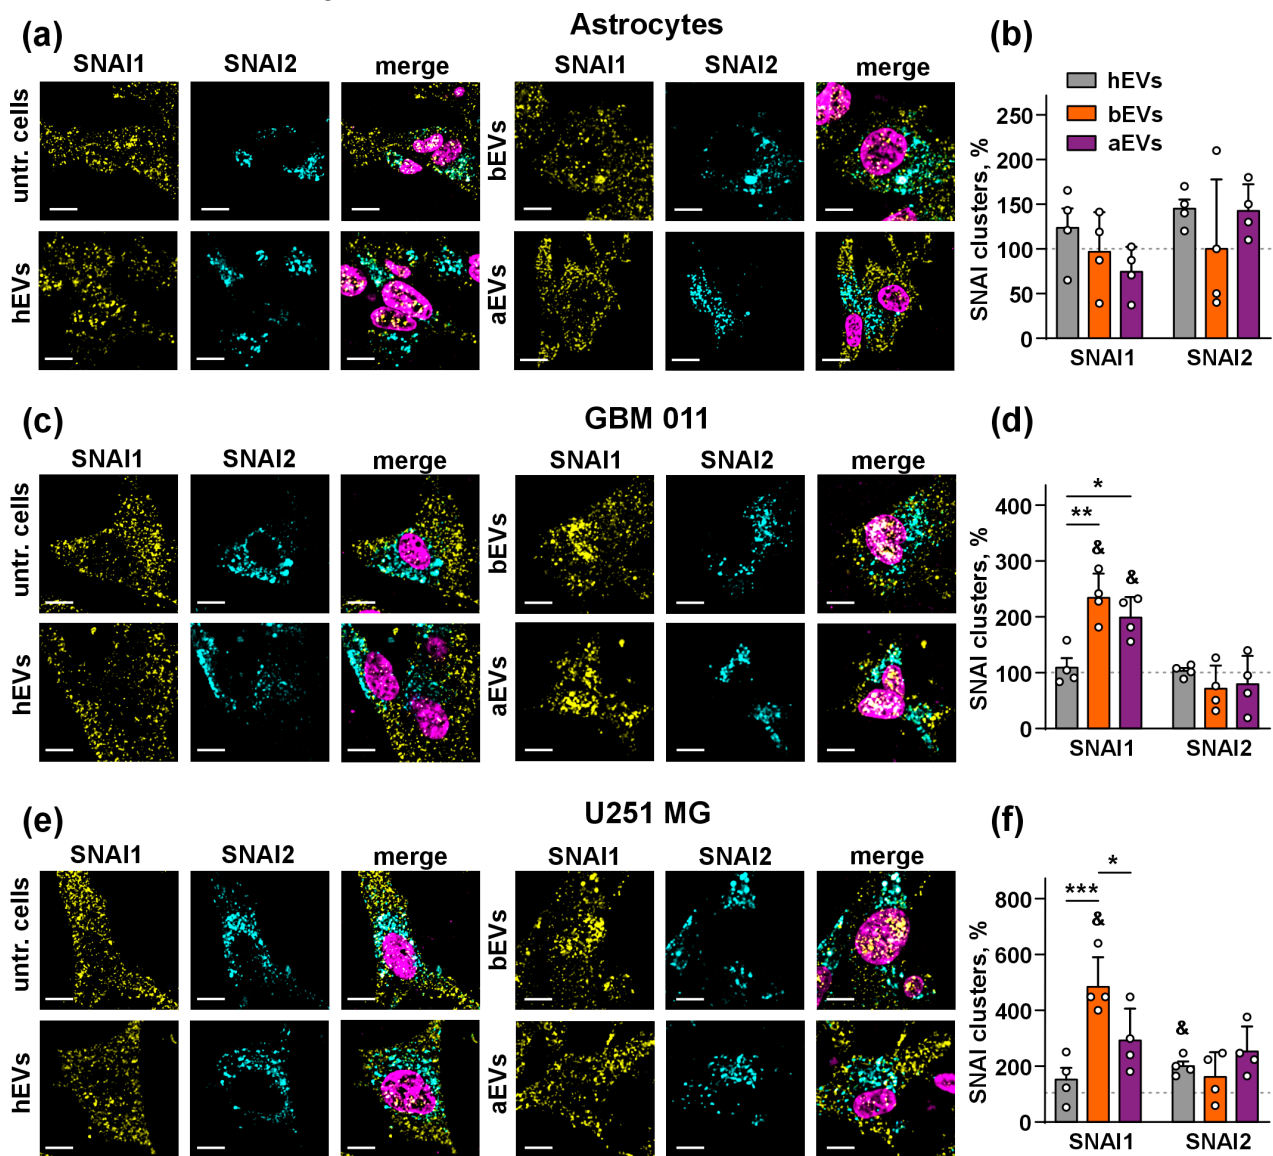 Astrocytes
(a)
SNAI1 SNAI2 merge SNAI1 SNAI2 merge
untr. cells
bEVs
hEVs
aEVs
(b)
hEVs
bEVs
aEVs
SNAI clusters, %
250
200
150
100
50
0
SNAI1 SNAI2
GBM 011
(c)
SNAI1 SNAI2 merge SNAI1 SNAI2 merge
untr. cells
bEVs
hEVs
aEVs
(d)
SNAI clusters, %
400
300
200
100
0
*
**
&
&
SNAI1 SNAI2
U251 MG
(e)
SNAI1 SNAI2 merge SNAI1 SNAI2 merge
untr. cells
bEVs
hEVs
aEVs
(f)
SNAI clusters, %
800
600
400
200
0
*
***
&
&
SNAI1 SNAI2